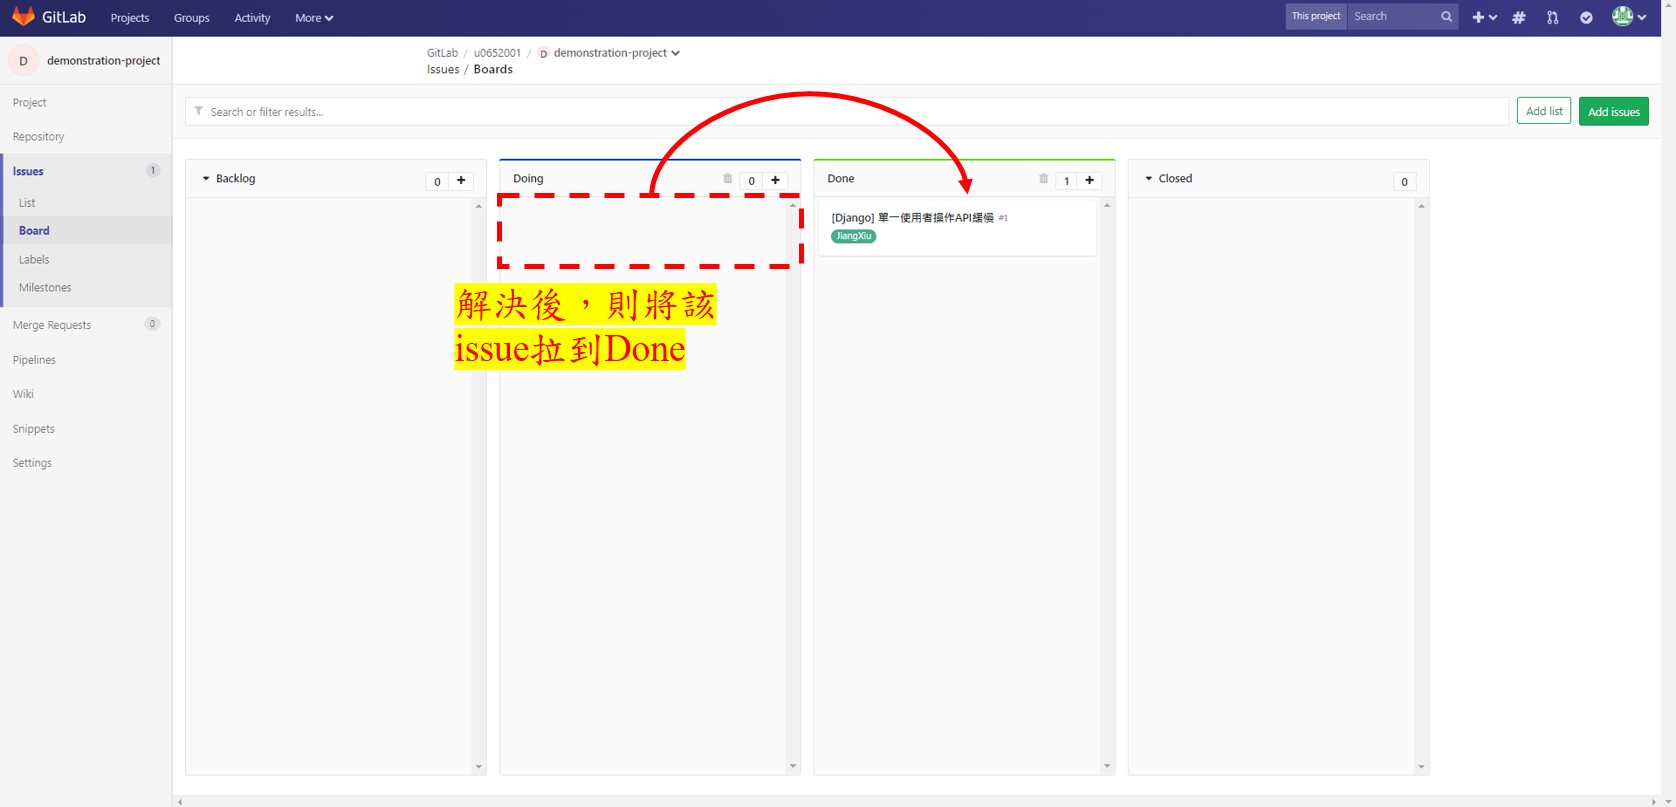 GitLab Projects Groups Activity More This project Search
D demonstration-project
GitLab / u0652001 / D demonstration-project
Issues / Boards
Project
Repository
Issues 1
List
Board
Labels
Milestones
Merge Requests 0
Pipelines
Wiki
Snippets
Settings
Search or filter results...
Add list
Add issues
Backlog 0
Doing 0
Done 1
Closed 0
[Django] 單一使用者操作API緩慢 #1
JiangXiu
解決後，則將該
issue拉到Done